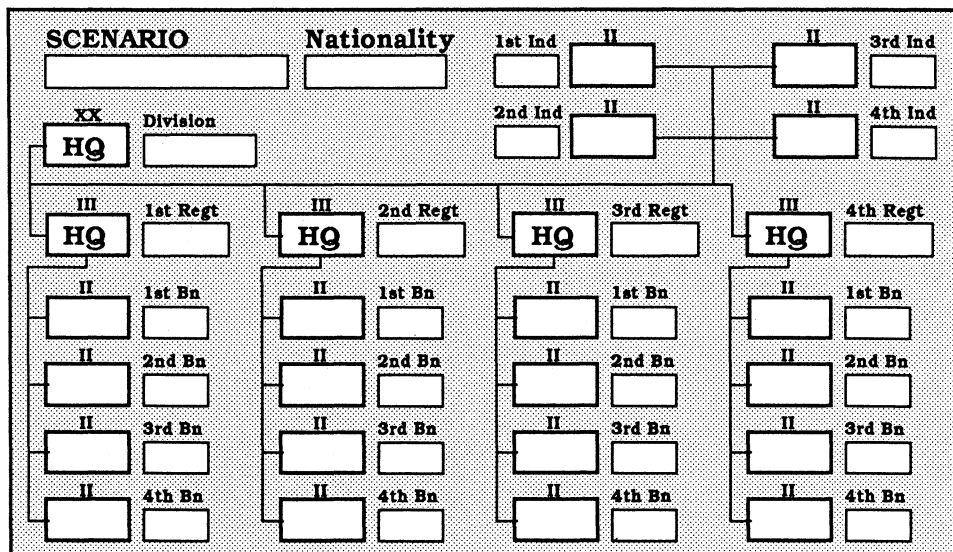 SCENARIO Nationality 1st Ind II II 3rd Ind
XX Division 2nd Ind II II 4th Ind
HQ
III 1st Regt III 2nd Regt III 3rd Regt III 4th Regt
HQ HQ HQ HQ
II 1st Bn II 1st Bn II 1st Bn II 1st Bn
II 2nd Bn II 2nd Bn II 2nd Bn II 2nd Bn
II 3rd Bn II 3rd Bn II 3rd Bn II 3rd Bn
II 4th Bn II 4th Bn II 4th Bn II 4th Bn